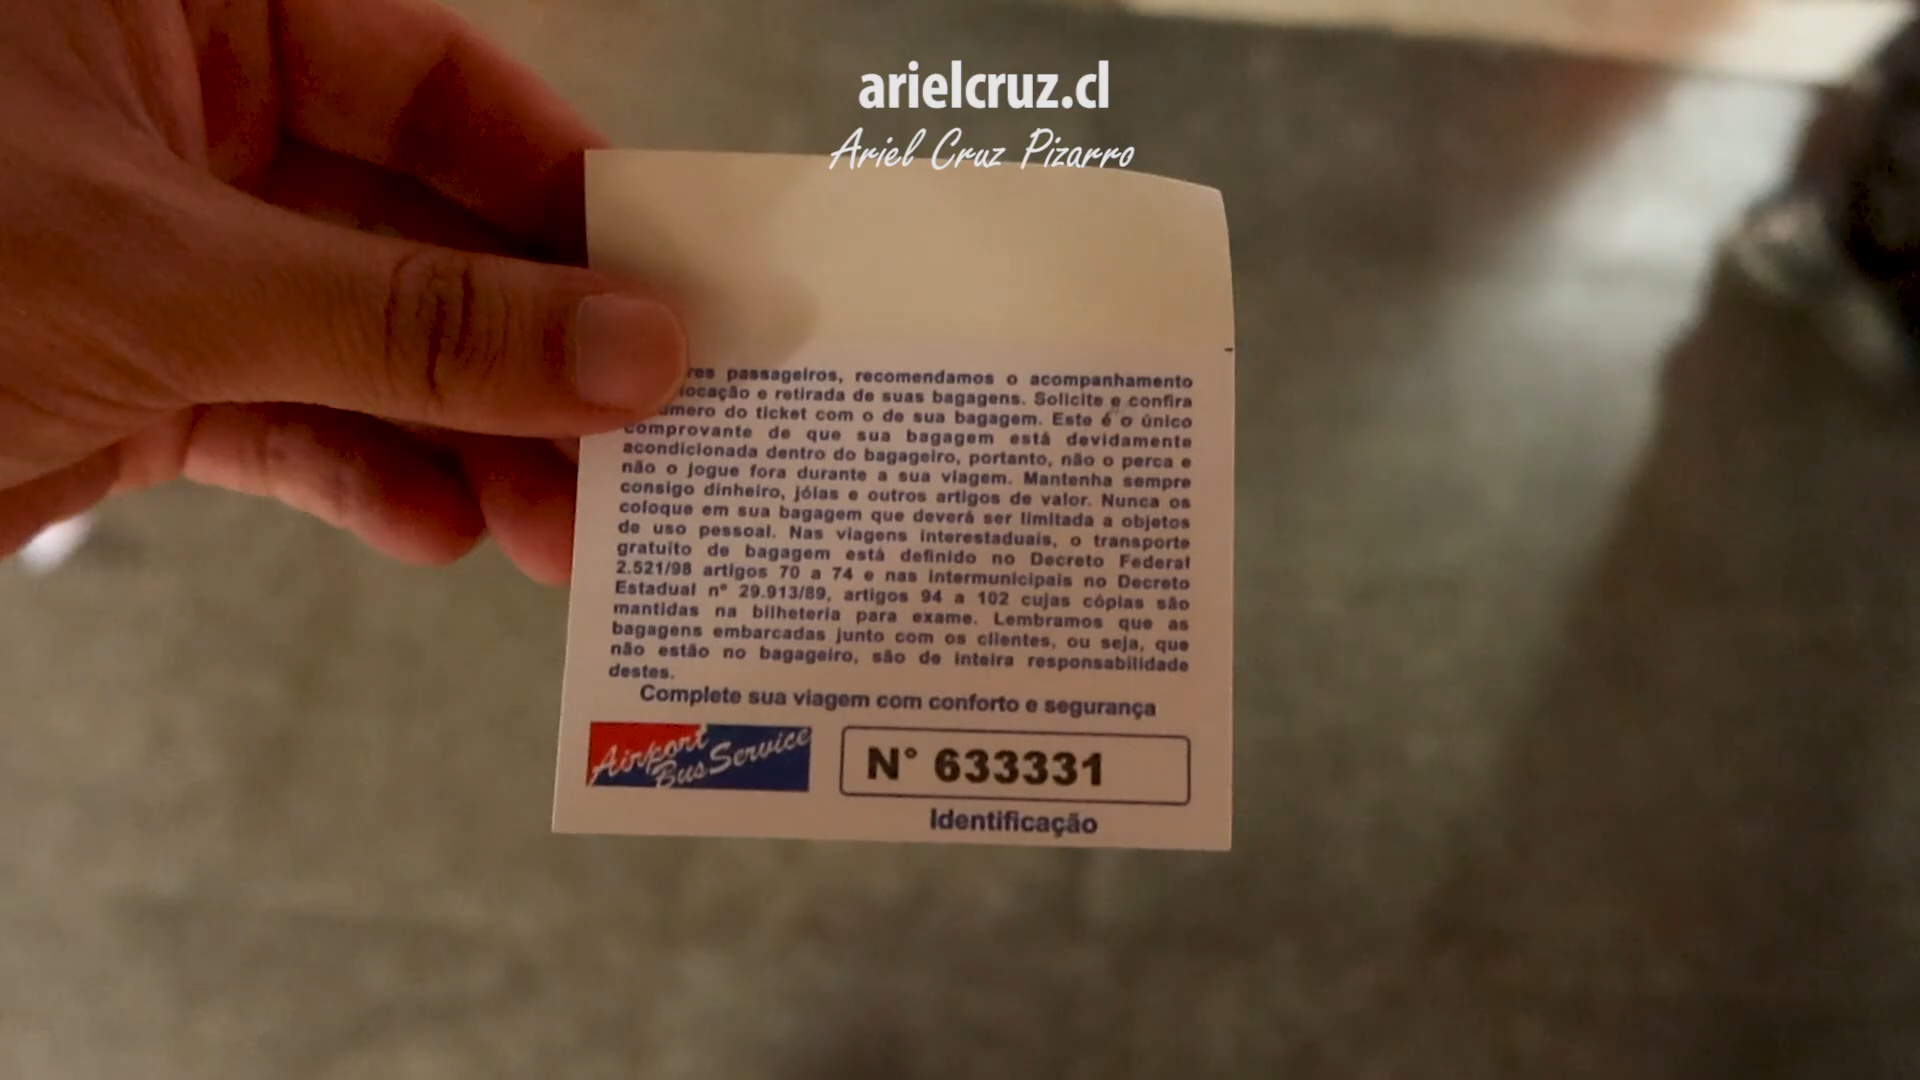 arielcruz.cl
Ariel Cruz Pizarro
passageiros, recomendamos o acompanhamento
e retirada de suas bagagens. Solicite e confira
do ticket com o de sua bagagem. Este é o único
comprovante de que sua bagagem está devidamente
acondicionada dentro do bagageiro, portanto, não o perca e
não o jogue fora durante a sua viagem. Mantenha sempre
consigo dinheiro, jóias e outros artigos de valor. Nunca os
coloque em sua bagagem que deverá ser limitada a objetos
de uso pessoal. Nas viagens interestaduais, o transporte
gratuito de bagagem está definido no Decreto Federal
2.521/98 artigos 70 a 74 e nas intermunicipais no Decreto
Estadual nº 29.913/89, artigos 94 a 102 cujas cópias são
mantidas na bilheteria para exame. Lembramos que as
bagagens embarcadas junto com os clientes, ou seja, que
não estão no bagageiro, são de inteira responsabilidade
destes.
Complete sua viagem com conforto e segurança
Airport Bus Service
N° 633331
Identificação